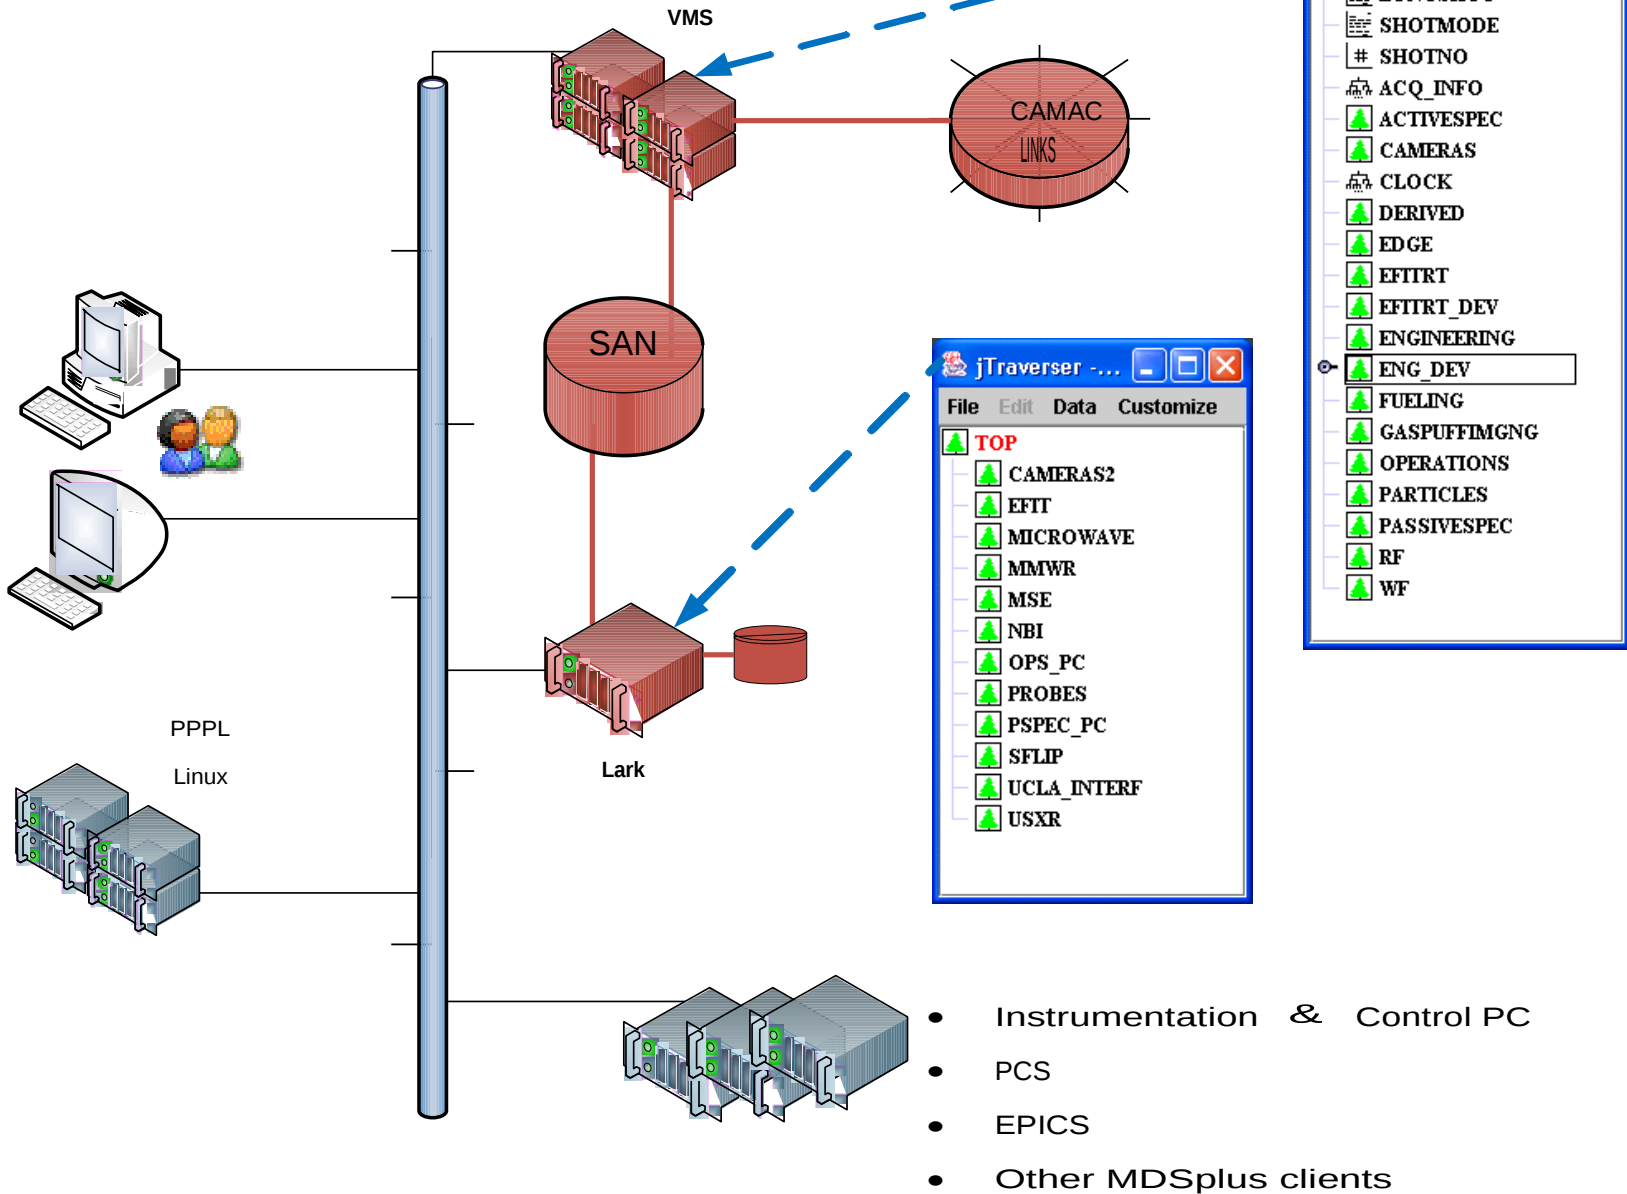 VMS
CAMAC
LINKS
SAN
Lark
PPPL
Linux
jTraverser -...
File Edit Data Customize
TOP
CAMERAS2
EFIT
MICROWAVE
MMWR
MSE
NBI
OPS_PC
PROBES
PSPEC_PC
SFLIP
UCLA_INTERF
USXR
SHOTMODE
SHOTNO
ACQ_INFO
ACTIVESPEC
CAMERAS
CLOCK
DERIVED
EDGE
EFITRT
EFITRT_DEV
ENGINEERING
ENG_DEV
FUELING
GASPUFFIMGNG
OPERATIONS
PARTICLES
PASSIVESPEC
RF
WF
• Instrumentation & Control PC
• PCS
• EPICS
• Other MDSplus clients